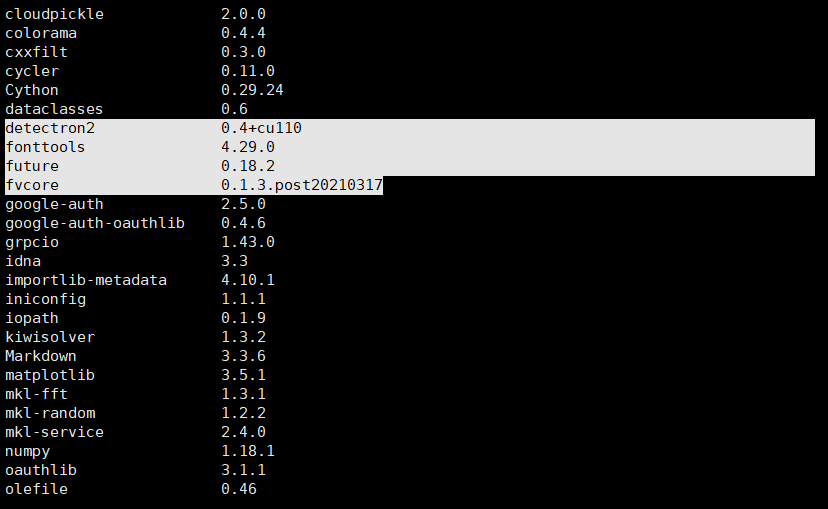 cloudpickle 2.0.0
colorama 0.4.4
cxxfilt 0.3.0
cycler 0.11.0
Cython 0.29.24
dataclasses 0.6
detectron2 0.4+cu110
fonttools 4.29.0
future 0.18.2
fvcore 0.1.3.post20210317
google-auth 2.5.0
google-auth-oauthlib 0.4.6
grpcio 1.43.0
idna 3.3
importlib-metadata 4.10.1
iniconfig 1.1.1
iopath 0.1.9
kiwisolver 1.3.2
Markdown 3.3.6
matplotlib 3.5.1
mkl-fft 1.3.1
mkl-random 1.2.2
mkl-service 2.4.0
numpy 1.18.1
oauthlib 3.1.1
olefile 0.46